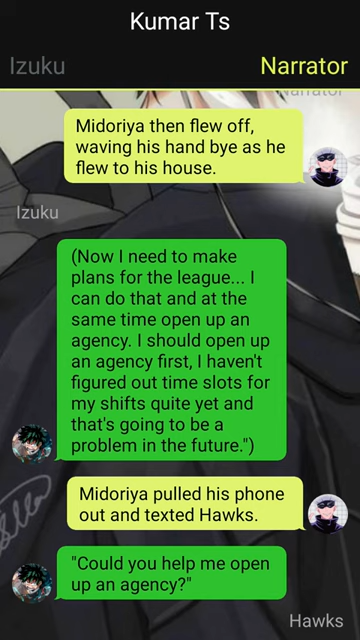 Kumar Ts
Izuku
Narrator
Narrator
Midoriya then flew off,
waving his hand bye as he
flew to his house.
Izuku
(Now I need to make
plans for the league... I
can do that and at the
same time open up an
agency. I should open up
an agency first, I haven't
figured out time slots for
my shifts quite yet and
that's going to be a
problem in the future.")
Midoriya pulled his phone
out and texted Hawks.
"Could you help me open
up an agency?"
Hawks